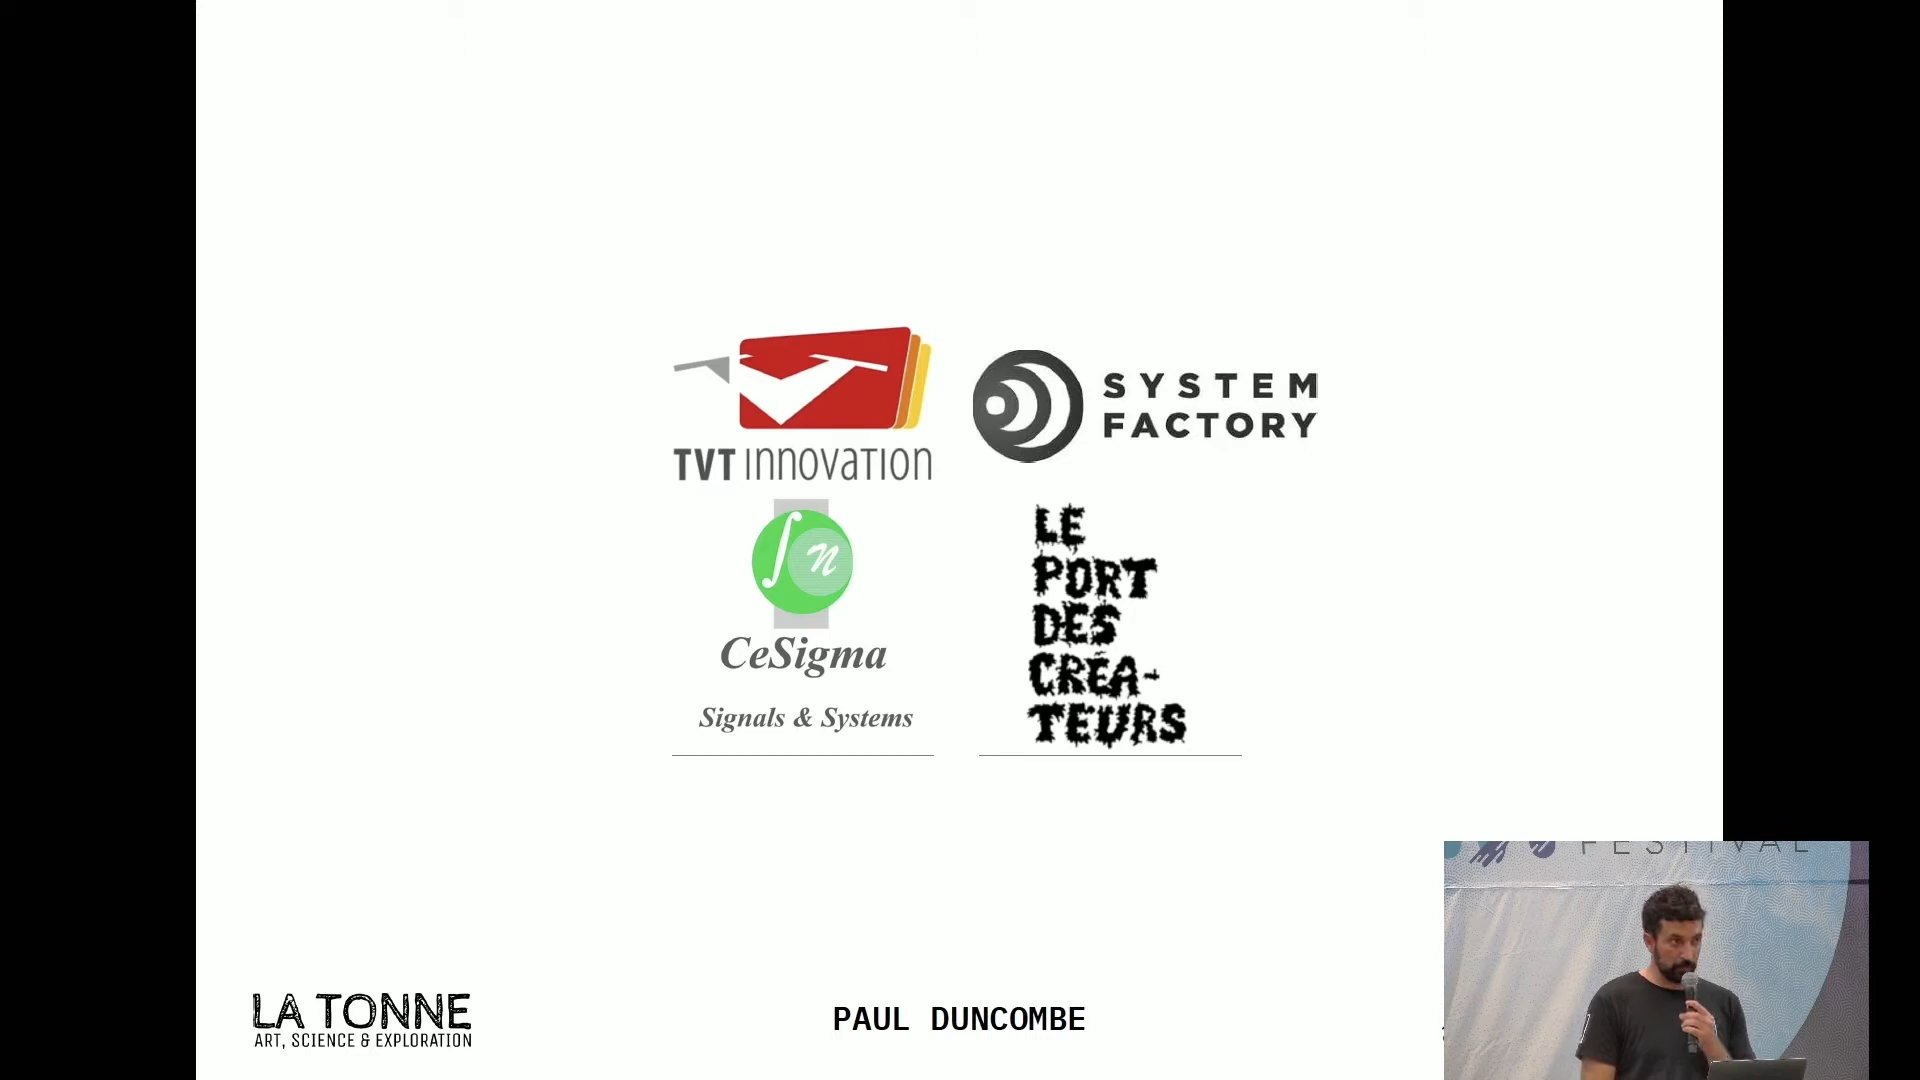 TVT INNOVATION
SYSTEM
FACTORY
n
CeSigma
Signals & Systems
LE
PORT
DES
CRÉA-
TEURS
FESTIVAL
LA TONNE
ART, SCIENCE & EXPLORATION
PAUL DUNCOMBE